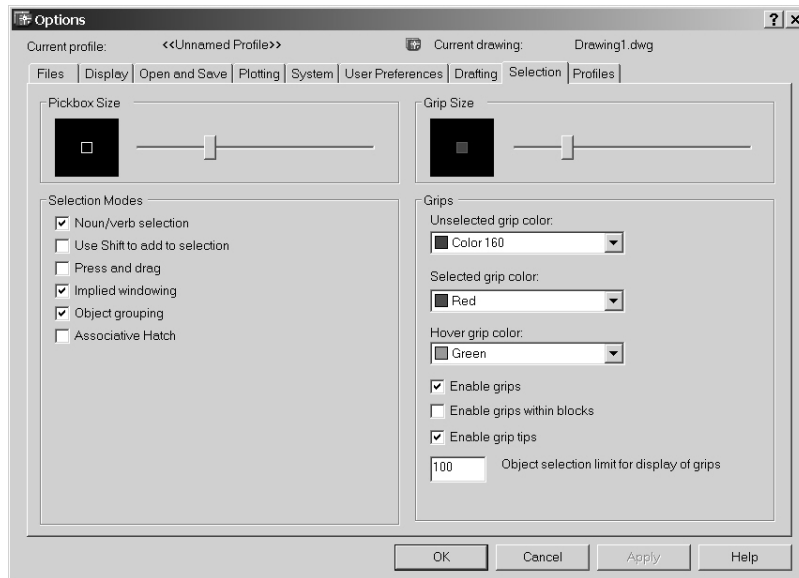 Options
Current profile: <<Unnamed Profile>> Current drawing: Drawing1.dwg
Files Display Open and Save Plotting System User Preferences Drafting Selection Profiles
Pickbox Size
Grip Size
Selection Modes
Noun/verb selection
Use Shift to add to selection
Press and drag
Implied windowing
Object grouping
Associative Hatch
Grips
Unselected grip color:
Color 160
Selected grip color:
Red
Hover grip color:
Green
Enable grips
Enable grips within blocks
Enable grip tips
100 Object selection limit for display of grips
OK Cancel Apply Help